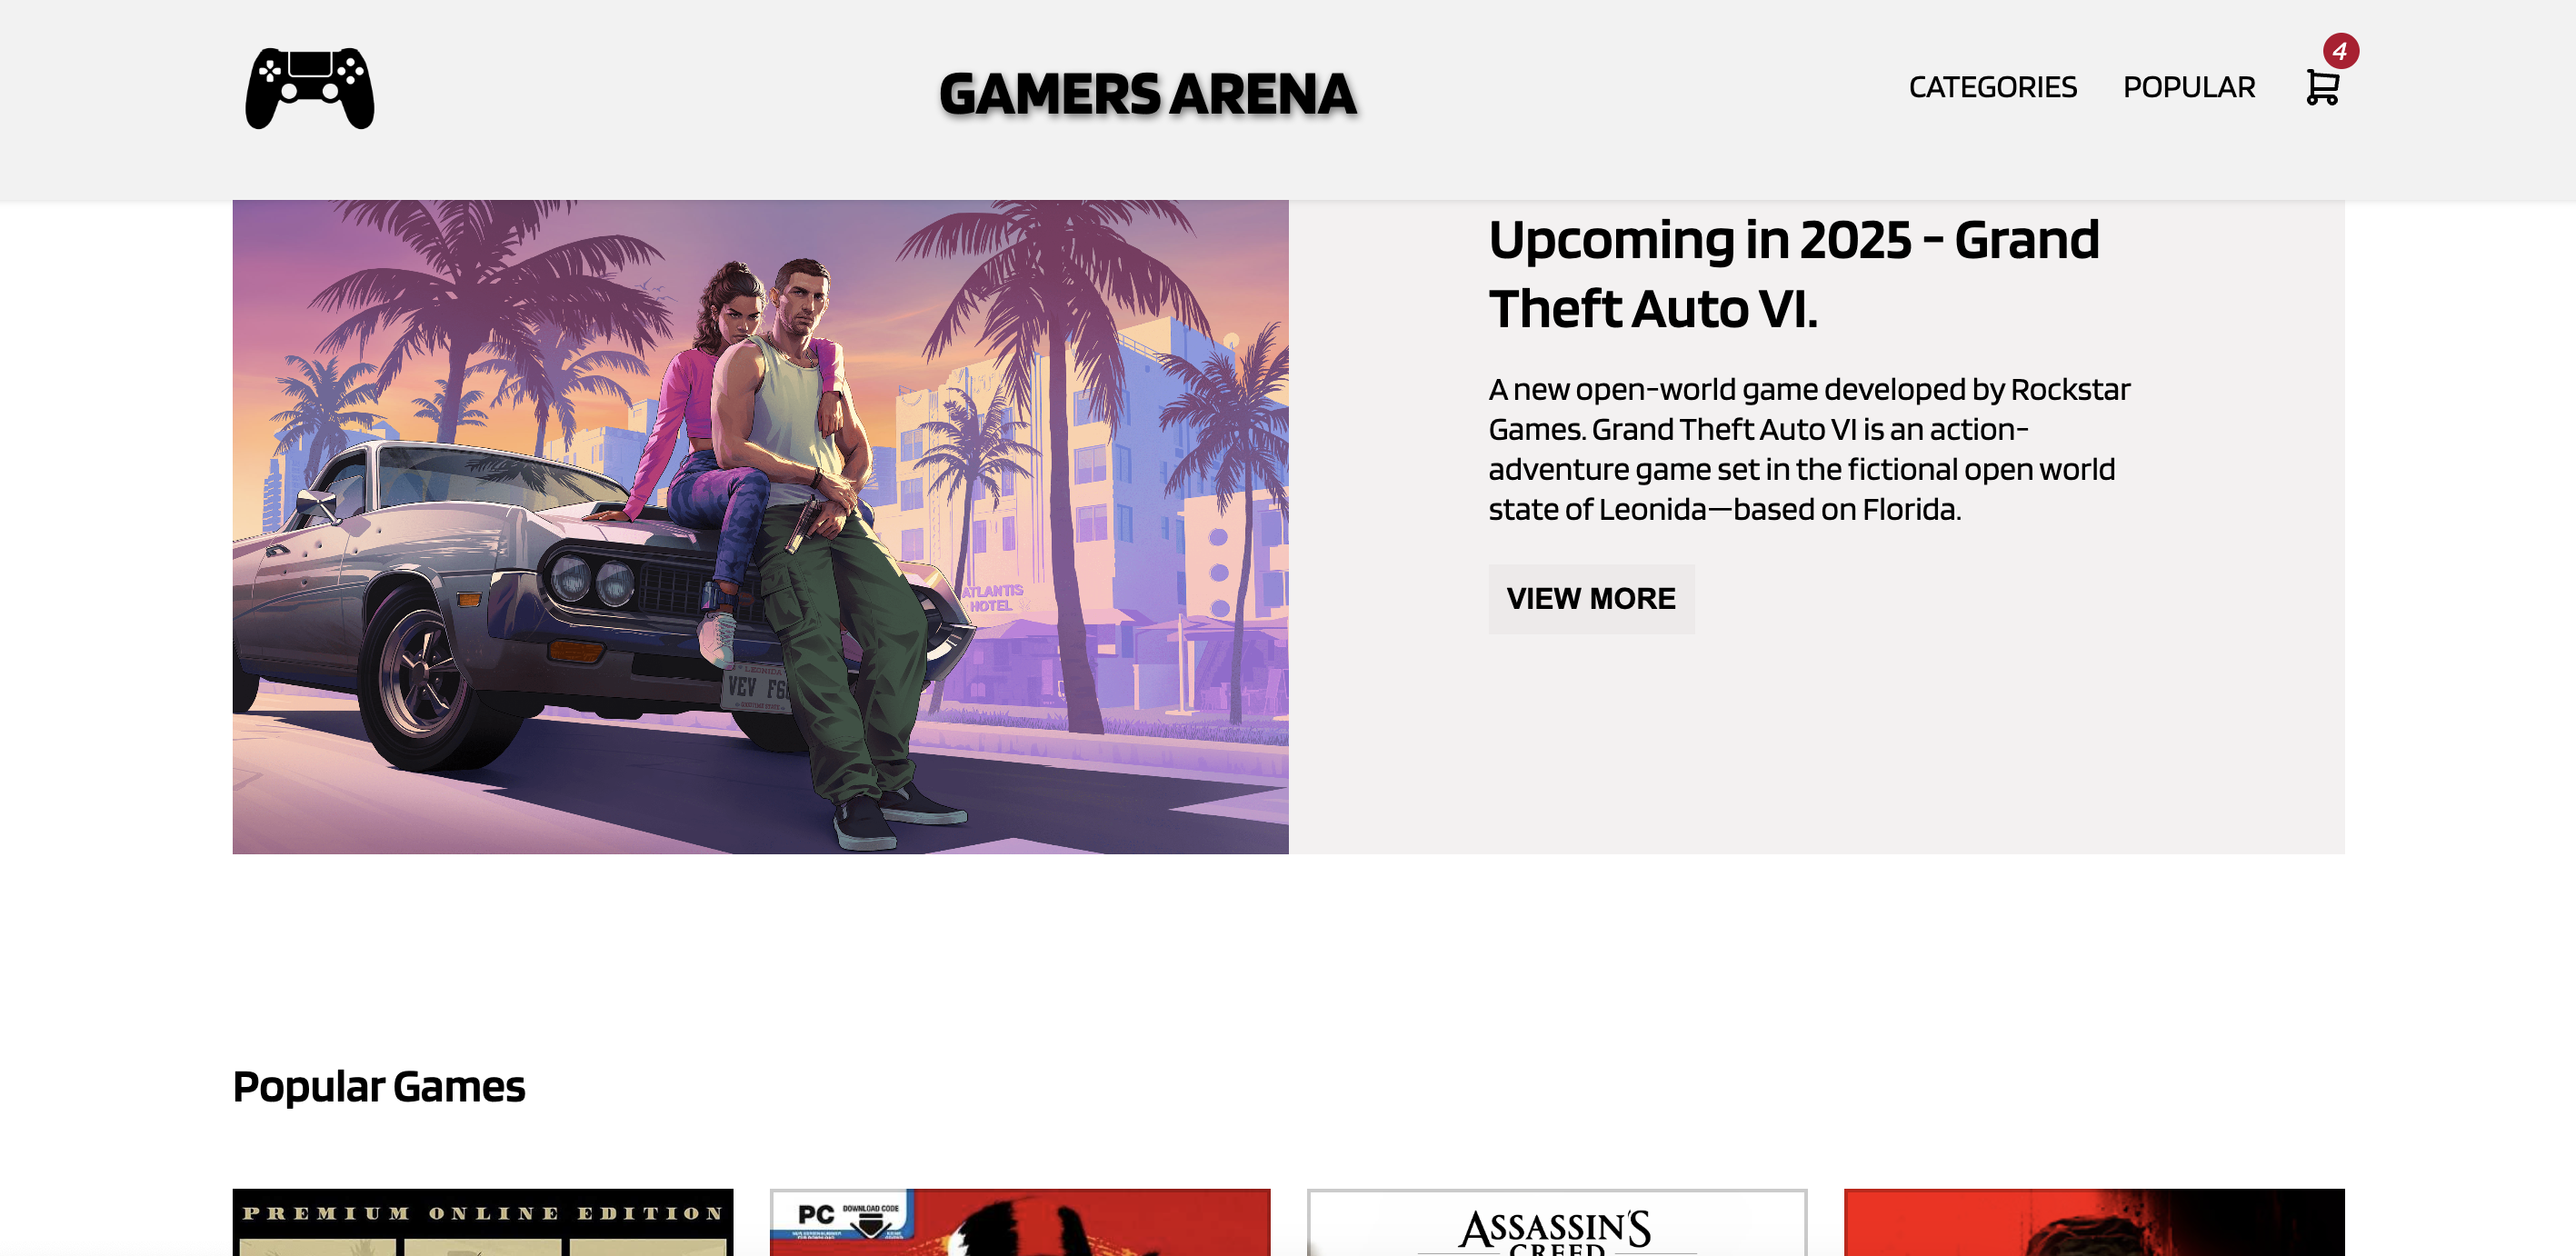 GAMERS ARENA
CATEGORIES
POPULAR
4
Upcoming in 2025 - Grand
Theft Auto VI.
A new open-world game developed by Rockstar
Games. Grand Theft Auto VI is an action-
adventure game set in the fictional open world
state of Leonida—based on Florida.
VIEW MORE
ATLANTIS
HOTEL
VEV F6
Popular Games
PREMIUM ONLINE EDITION
PC
DOWNLOAD CODE
ASSASSIN'S
CREED